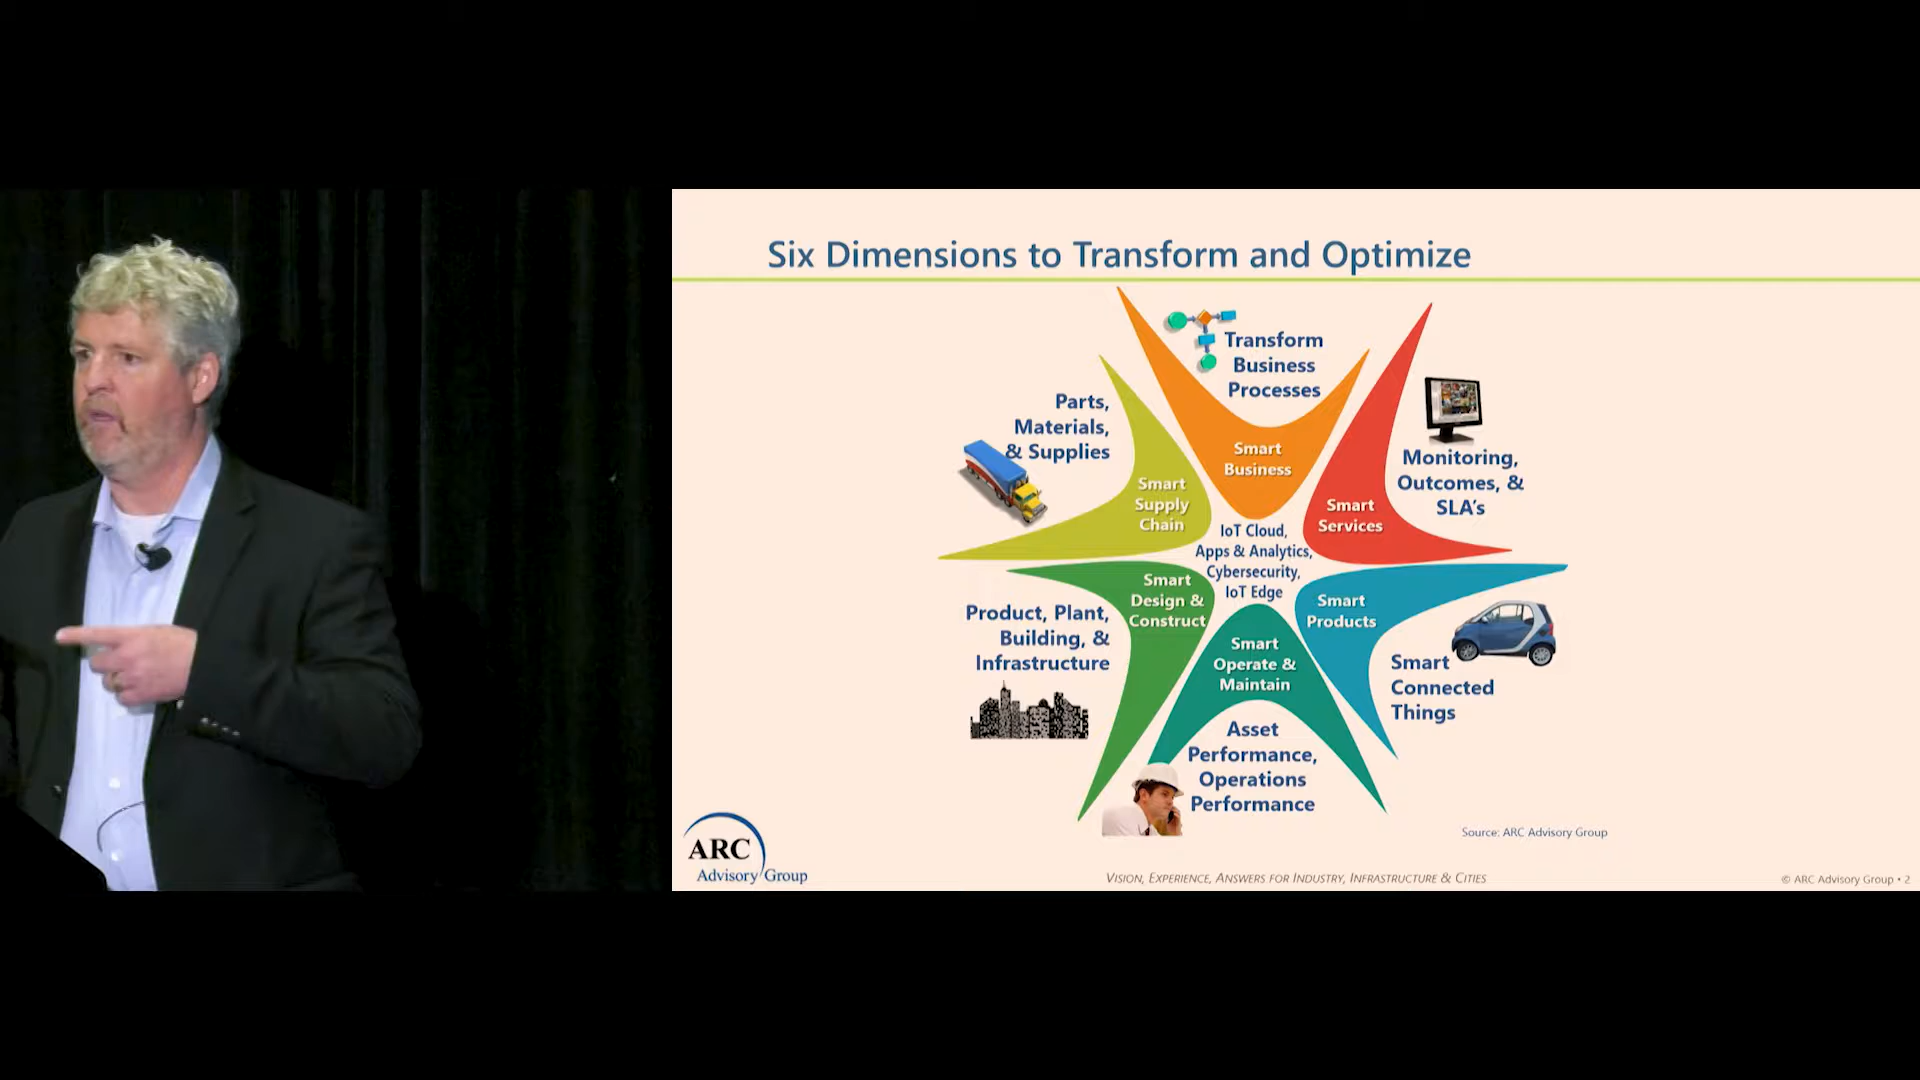 Six Dimensions to Transform and Optimize
Transform
Business
Processes
Parts,
Materials,
& Supplies
Monitoring,
Outcomes, &
SLA's
Smart
Business
Smart
Supply
Chain
Smart
Services
IoT Cloud,
Apps & Analytics,
Cybersecurity,
IoT Edge
Smart
Design &
Construct
Smart
Products
Product, Plant,
Building, &
Infrastructure
Smart
Operate &
Maintain
Smart
Connected
Things
Asset
Performance,
Operations
Performance
Source: ARC Advisory Group
ARC
Advisory Group
Vision, Experience, Answers for Industry, Infrastructure & Cities
© ARC Advisory Group • 2